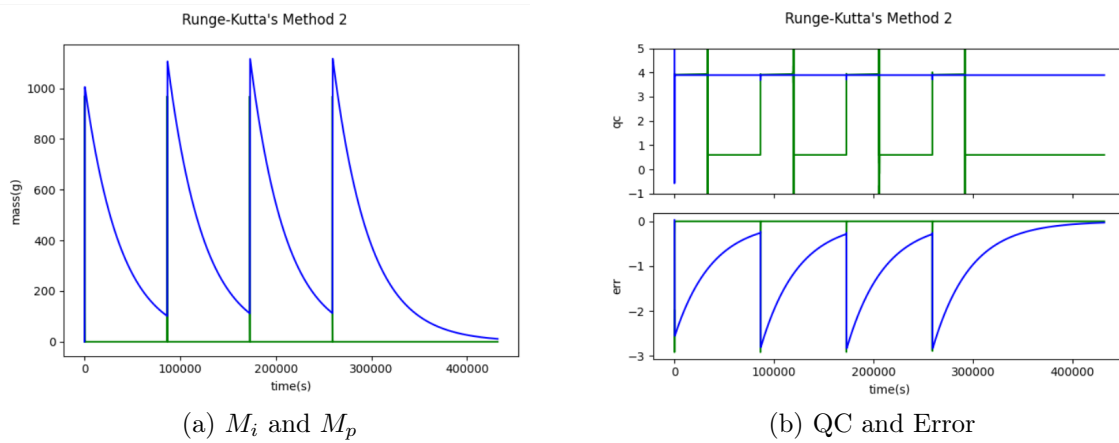 Runge-Kutta's Method 2
1000
800
600
400
200
0
mass(g)
0 100000 200000 300000 400000
time(s)
(a) M_i and M_p
Runge-Kutta's Method 2
5
4
3
2
1
0
−1
qc
0
−1
−2
−3
err
0 100000 200000 300000 400000
time(s)
(b) QC and Error